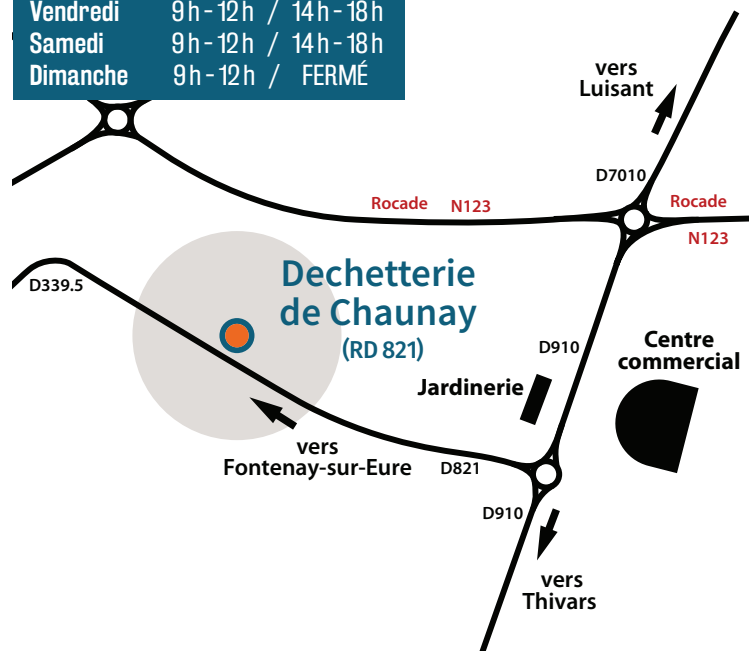 Vendredi 9h-12h / 14h-18h
Samedi 9h-12h / 14h-18h
Dimanche 9h-12h / FERMÉ
vers
Luisant
D7010
Rocade N123
Rocade
N123
Dechetterie
de Chaunay
(RD 821)
D339.5
D910
Centre
commercial
Jardinerie
vers
Fontenay-sur-Eure
D821
D910
vers
Thivars